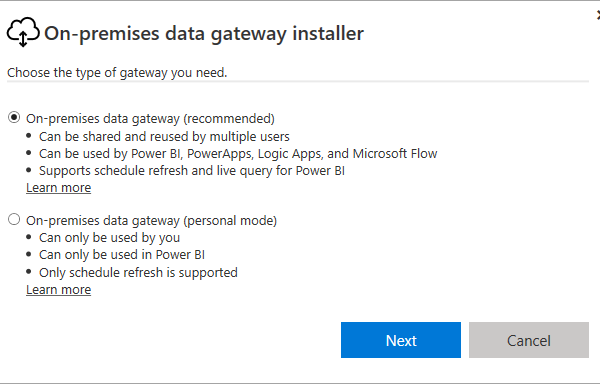 On-premises data gateway installer
Choose the type of gateway you need.
On-premises data gateway (recommended)
• Can be shared and reused by multiple users
• Can be used by Power BI, PowerApps, Logic Apps, and Microsoft Flow
• Supports schedule refresh and live query for Power BI
Learn more
On-premises data gateway (personal mode)
• Can only be used by you
• Can only be used in Power BI
• Only schedule refresh is supported
Learn more
Next Cancel